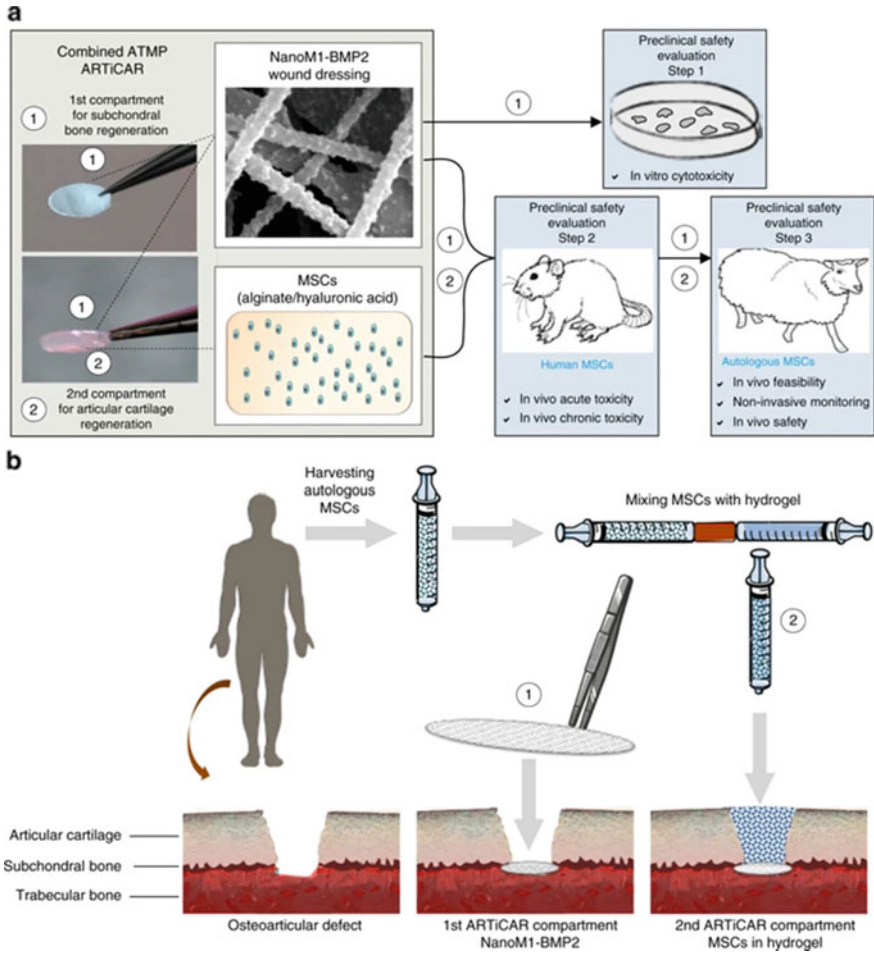 a
Combined ATMP
ARTiCAR
1
1st compartment
for subchondral
bone regeneration
1
1
2
2
2nd compartment
for articular cartilage
regeneration
NanoM1-BMP2
wound dressing
MSCs
(alginate/hyaluronic acid)
1
1
2
Preclinical safety
evaluation
Step 1
✓ In vitro cytotoxicity
Preclinical safety
evaluation
Step 2
Human MSCs
✓ In vivo acute toxicity
✓ In vivo chronic toxicity
1
2
Preclinical safety
evaluation
Step 3
Autologous MSCs
✓ In vivo feasibility
✓ Non-invasive monitoring
✓ In vivo safety
b
Harvesting
autologous
MSCs
Mixing MSCs with hydrogel
2
1
Articular cartilage
Subchondral bone
Trabecular bone
Osteoarticular defect
1st ARTiCAR compartment
NanoM1-BMP2
2nd ARTiCAR compartment
MSCs in hydrogel